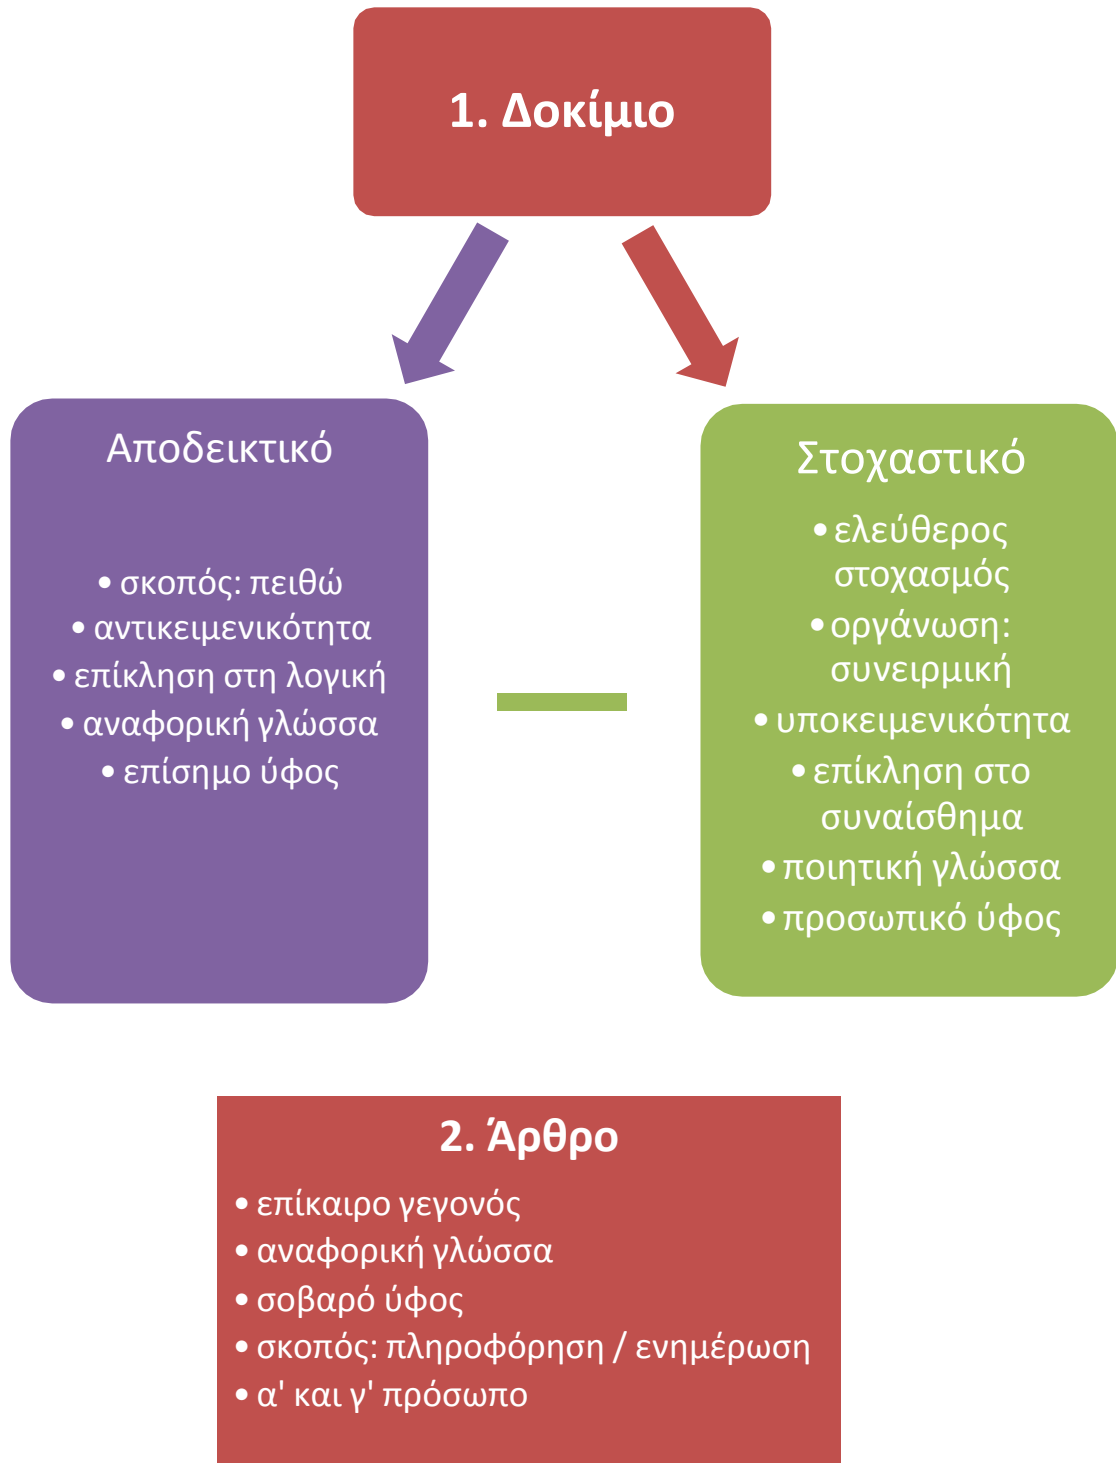 1. Δοκίμιο
Αποδεικτικό
• σκοπός: πειθώ
• αντικειμενικότητα
• επίκληση στη λογική
• αναφορική γλώσσα
• επίσημο ύφος
Στοχαστικό
• ελεύθερος
στοχασμός
• οργάνωση:
συνειρμική
• υποκειμενικότητα
• επίκληση στο
συναίσθημα
• ποιητική γλώσσα
• προσωπικό ύφος
2. Άρθρο
• επίκαιρο γεγονός
• αναφορική γλώσσα
• σοβαρό ύφος
• σκοπός: πληροφόρηση / ενημέρωση
• α' και γ' πρόσωπο